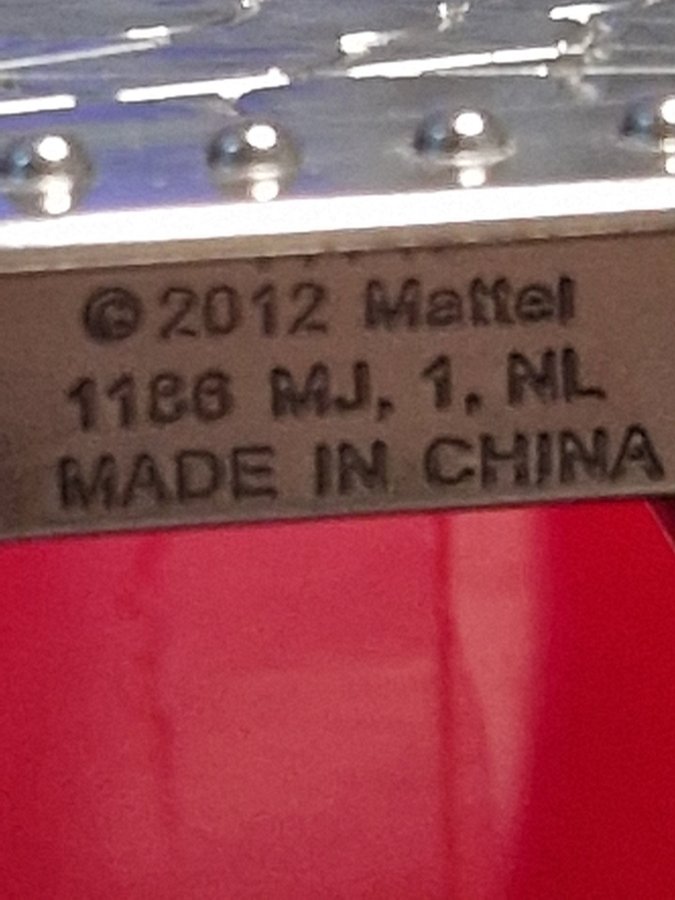 ©2012 Mattel
1186 MJ, 1, NL
MADE IN CHINA